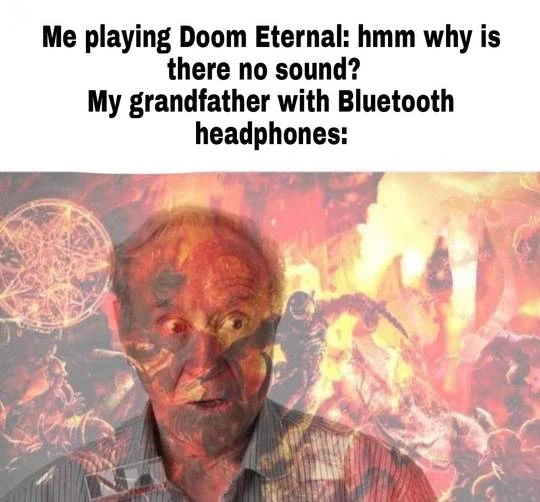 Me playing Doom Eternal: hmm why is
there no sound?
My grandfather with Bluetooth
headphones: